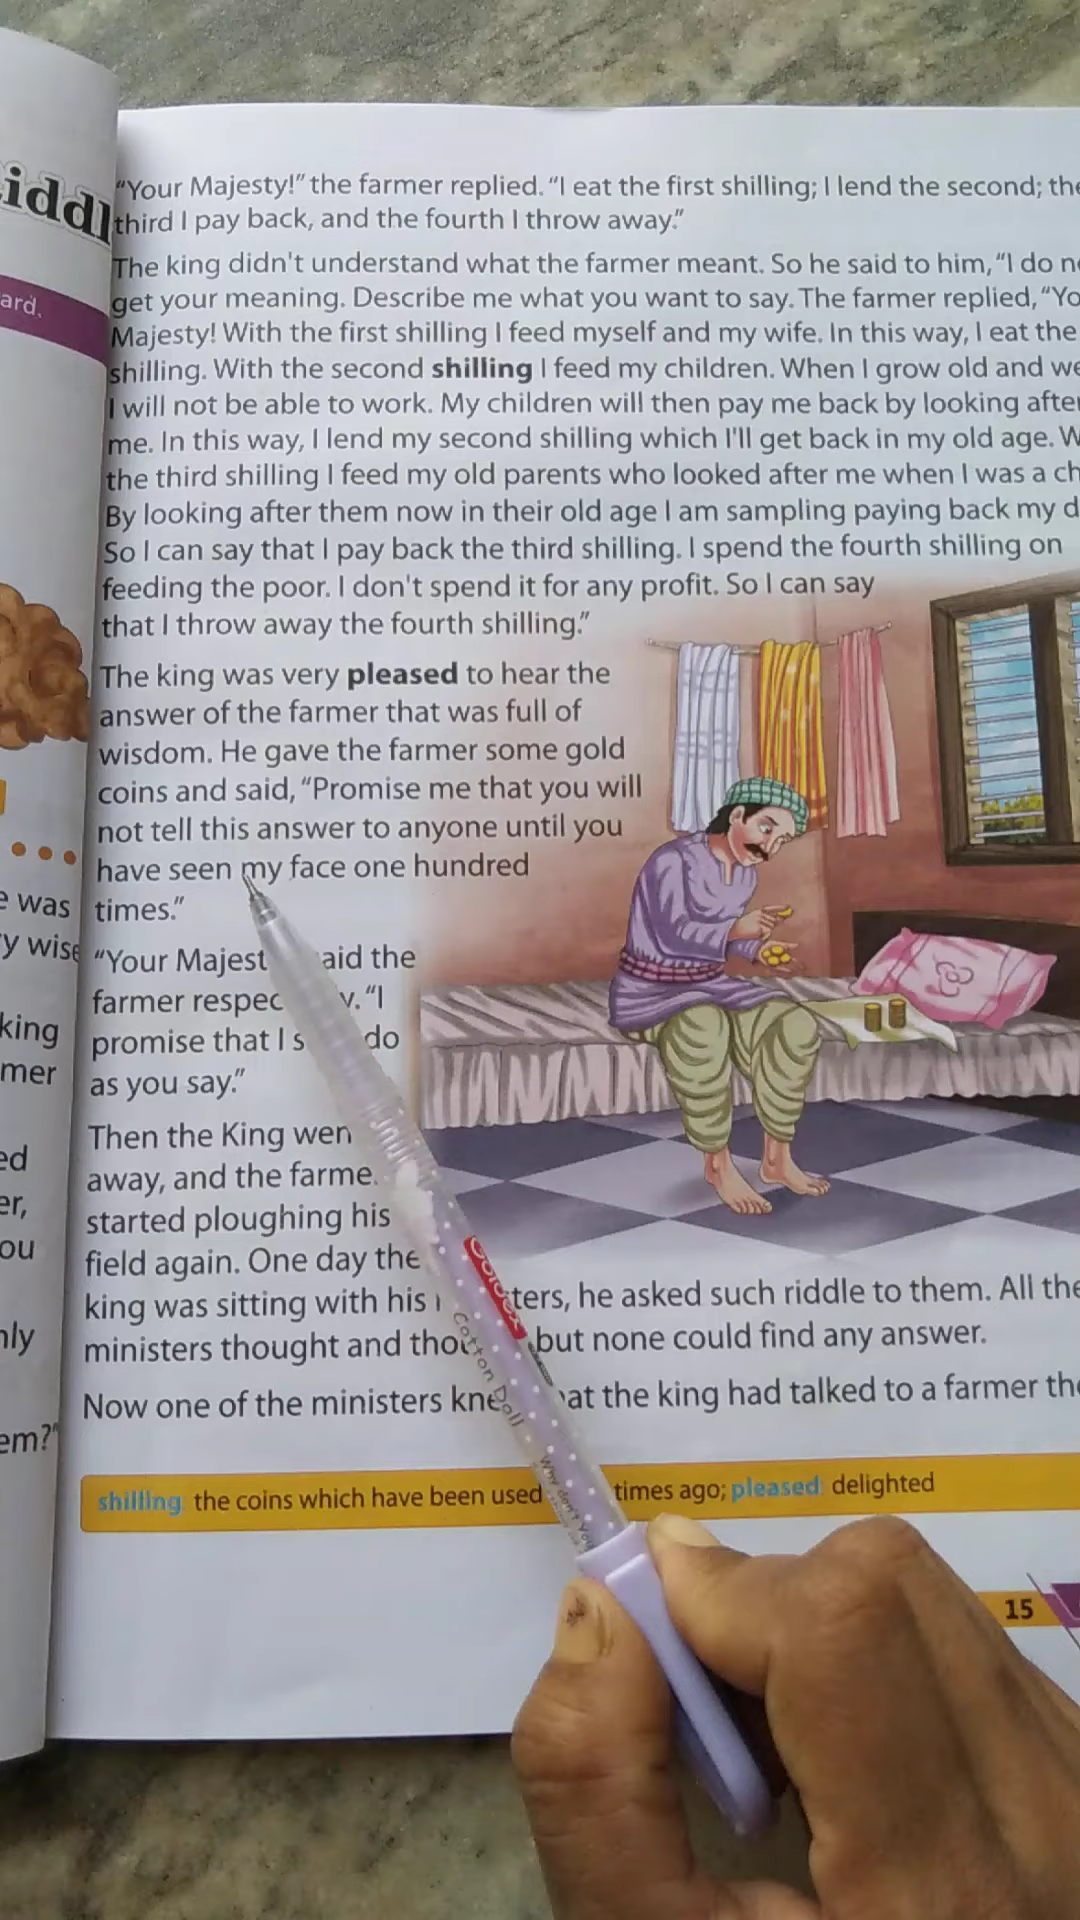 iddl
ard.
e was
y wise
king
mer
ed
er,
ou
nly
em?"
"Your Majesty!" the farmer replied. "I eat the first shilling; I lend the second; the
third I pay back, and the fourth I throw away."
The king didn't understand what the farmer meant. So he said to him, "I do n
get your meaning. Describe me what you want to say. The farmer replied, "Yo
Majesty! With the first shilling I feed myself and my wife. In this way, I eat the
shilling. With the second shilling I feed my children. When I grow old and we
I will not be able to work. My children will then pay me back by looking after
me. In this way, I lend my second shilling which I'll get back in my old age. W
the third shilling I feed my old parents who looked after me when I was a ch
By looking after them now in their old age I am sampling paying back my d
So I can say that I pay back the third shilling. I spend the fourth shilling on
feeding the poor. I don't spend it for any profit. So I can say
that I throw away the fourth shilling."
The king was very pleased to hear the
answer of the farmer that was full of
wisdom. He gave the farmer some gold
coins and said, "Promise me that you will
not tell this answer to anyone until you
have seen my face one hundred
times."
"Your Majest aid the
farmer respec y. "I
promise that I s do
as you say."
Then the King wen
away, and the farme
started ploughing his
field again. One day the
king was sitting with his ters, he asked such riddle to them. All the
ministers thought and thou but none could find any answer.
Now one of the ministers kne hat the king had talked to a farmer the
shilling: the coins which have been used times ago; pleased: delighted
15
Goldex
Cotton Doll
Why don't You